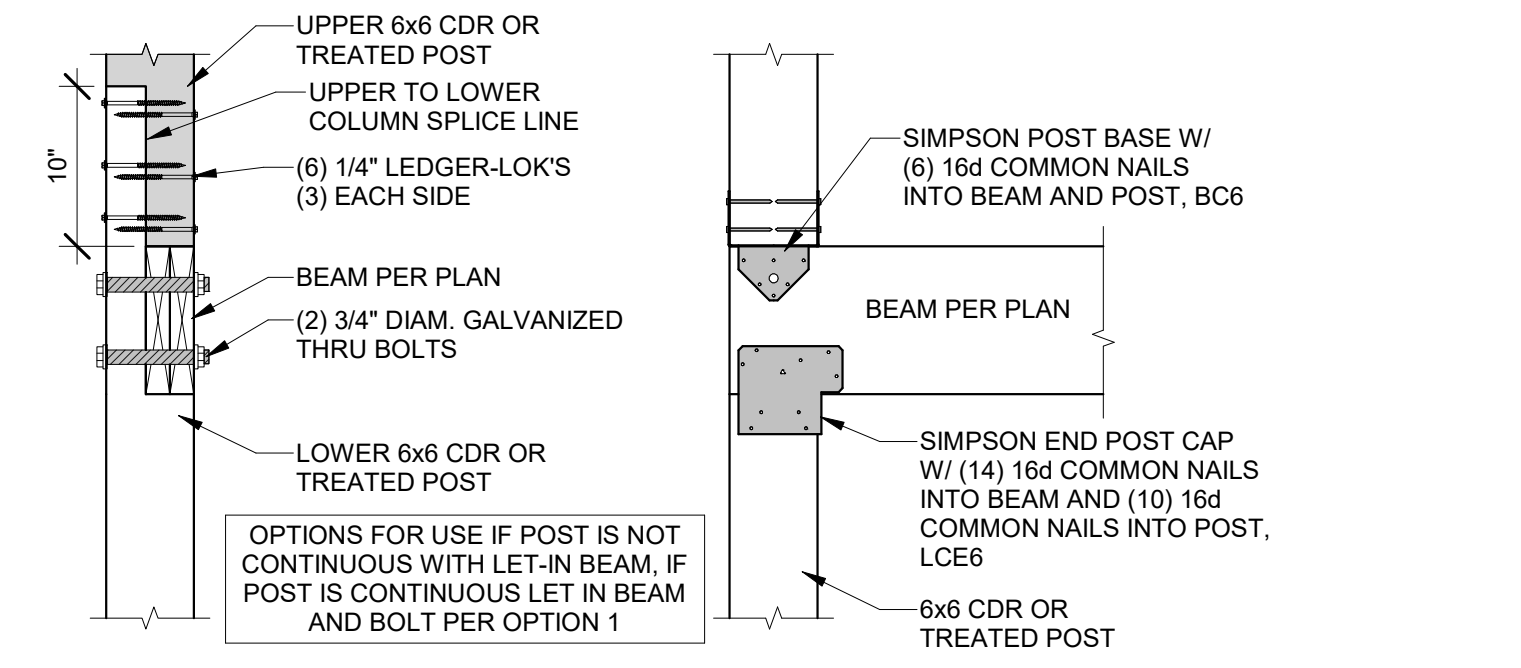 UPPER 6x6 CDR OR
TREATED POST
UPPER TO LOWER
COLUMN SPLICE LINE
10"
(6) 1/4" LEDGER-LOK'S
(3) EACH SIDE
BEAM PER PLAN
(2) 3/4" DIAM. GALVANIZED
THRU BOLTS
LOWER 6x6 CDR OR
TREATED POST
OPTIONS FOR USE IF POST IS NOT
CONTINUOUS WITH LET-IN BEAM, IF
POST IS CONTINUOUS LET IN BEAM
AND BOLT PER OPTION 1
SIMPSON POST BASE W/
(6) 16d COMMON NAILS
INTO BEAM AND POST, BC6
BEAM PER PLAN
SIMPSON END POST CAP
W/ (14) 16d COMMON NAILS
INTO BEAM AND (10) 16d
COMMON NAILS INTO POST,
LCE6
6x6 CDR OR
TREATED POST